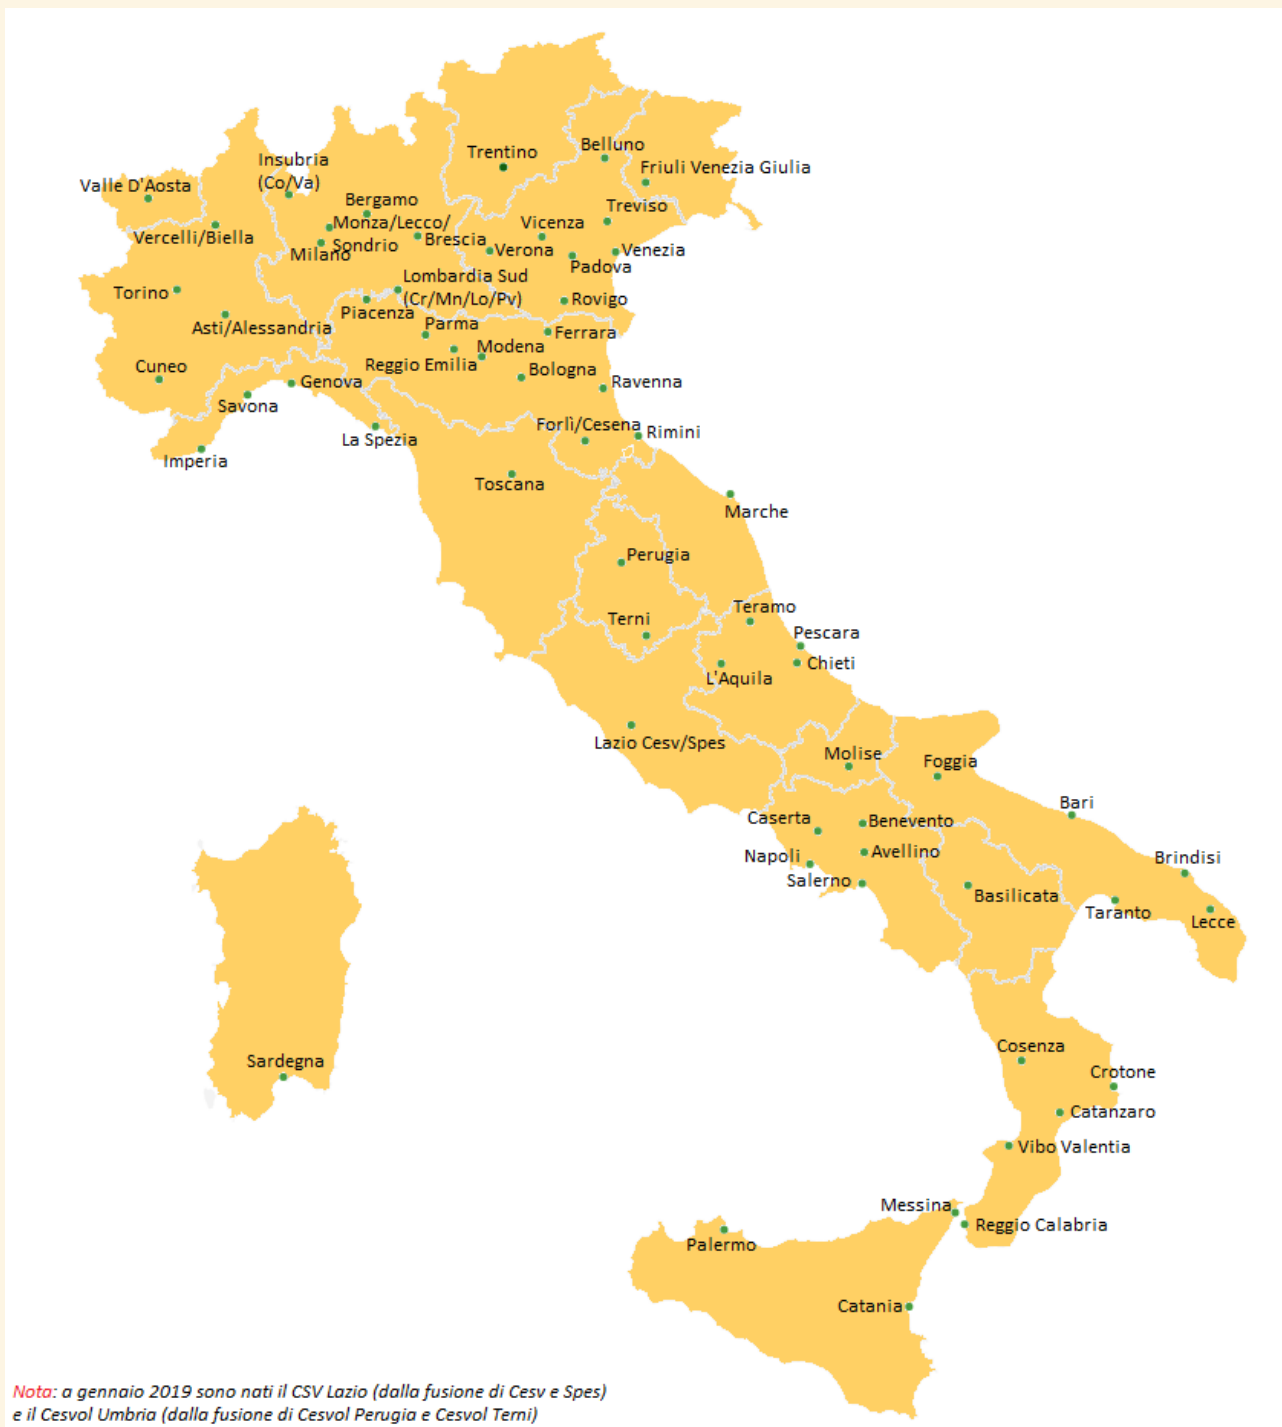 Trentino
Belluno
Friuli Venezia Giulia
Insubria
(Co/Va)
Valle D'Aosta
Bergamo
Treviso
Vercelli/Biella
Monza/Lecco/
Sondrio
Milano
Brescia
Vicenza
Verona
Venezia
Padova
Lombardia Sud
(Cr/Mn/Lo/Pv)
Torino
Piacenza
Rovigo
Asti/Alessandria
Parma
Ferrara
Modena
Reggio Emilia
Cuneo
Bologna
Genova
Ravenna
Savona
Forlì/Cesena
Rimini
La Spezia
Imperia
Toscana
Marche
Perugia
Teramo
Terni
Pescara
Chieti
L'Aquila
Lazio Cesv/Spes
Molise
Foggia
Bari
Caserta
Benevento
Napoli
Avellino
Brindisi
Salerno
Basilicata
Taranto
Lecce
Cosenza
Sardegna
Crotone
Catanzaro
Vibo Valentia
Messina
Reggio Calabria
Palermo
Catania
Nota: a gennaio 2019 sono nati il CSV Lazio (dalla fusione di Cesv e Spes)
e il Cesvol Umbria (dalla fusione di Cesvol Perugia e Cesvol Terni)